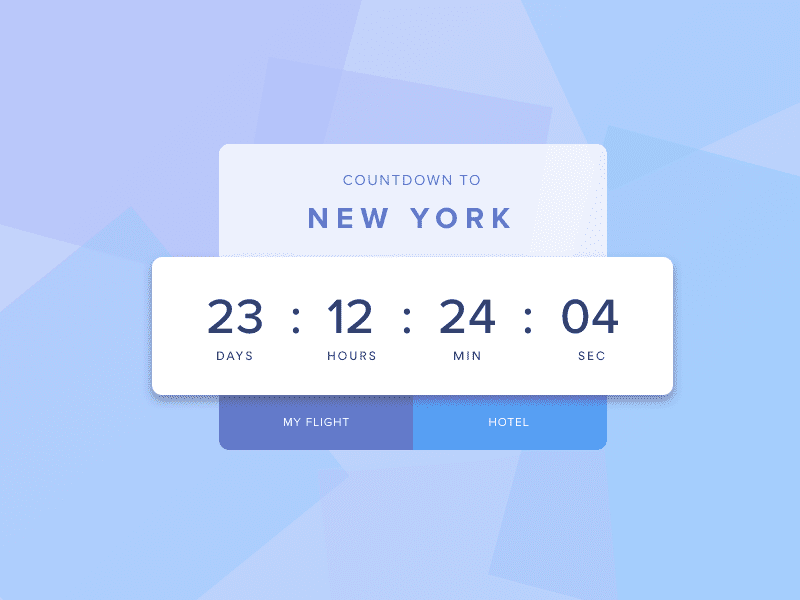 COUNTDOWN TO
NEW YORK
23 : 12 : 24 : 04
DAYS HOURS MIN SEC
MY FLIGHT HOTEL